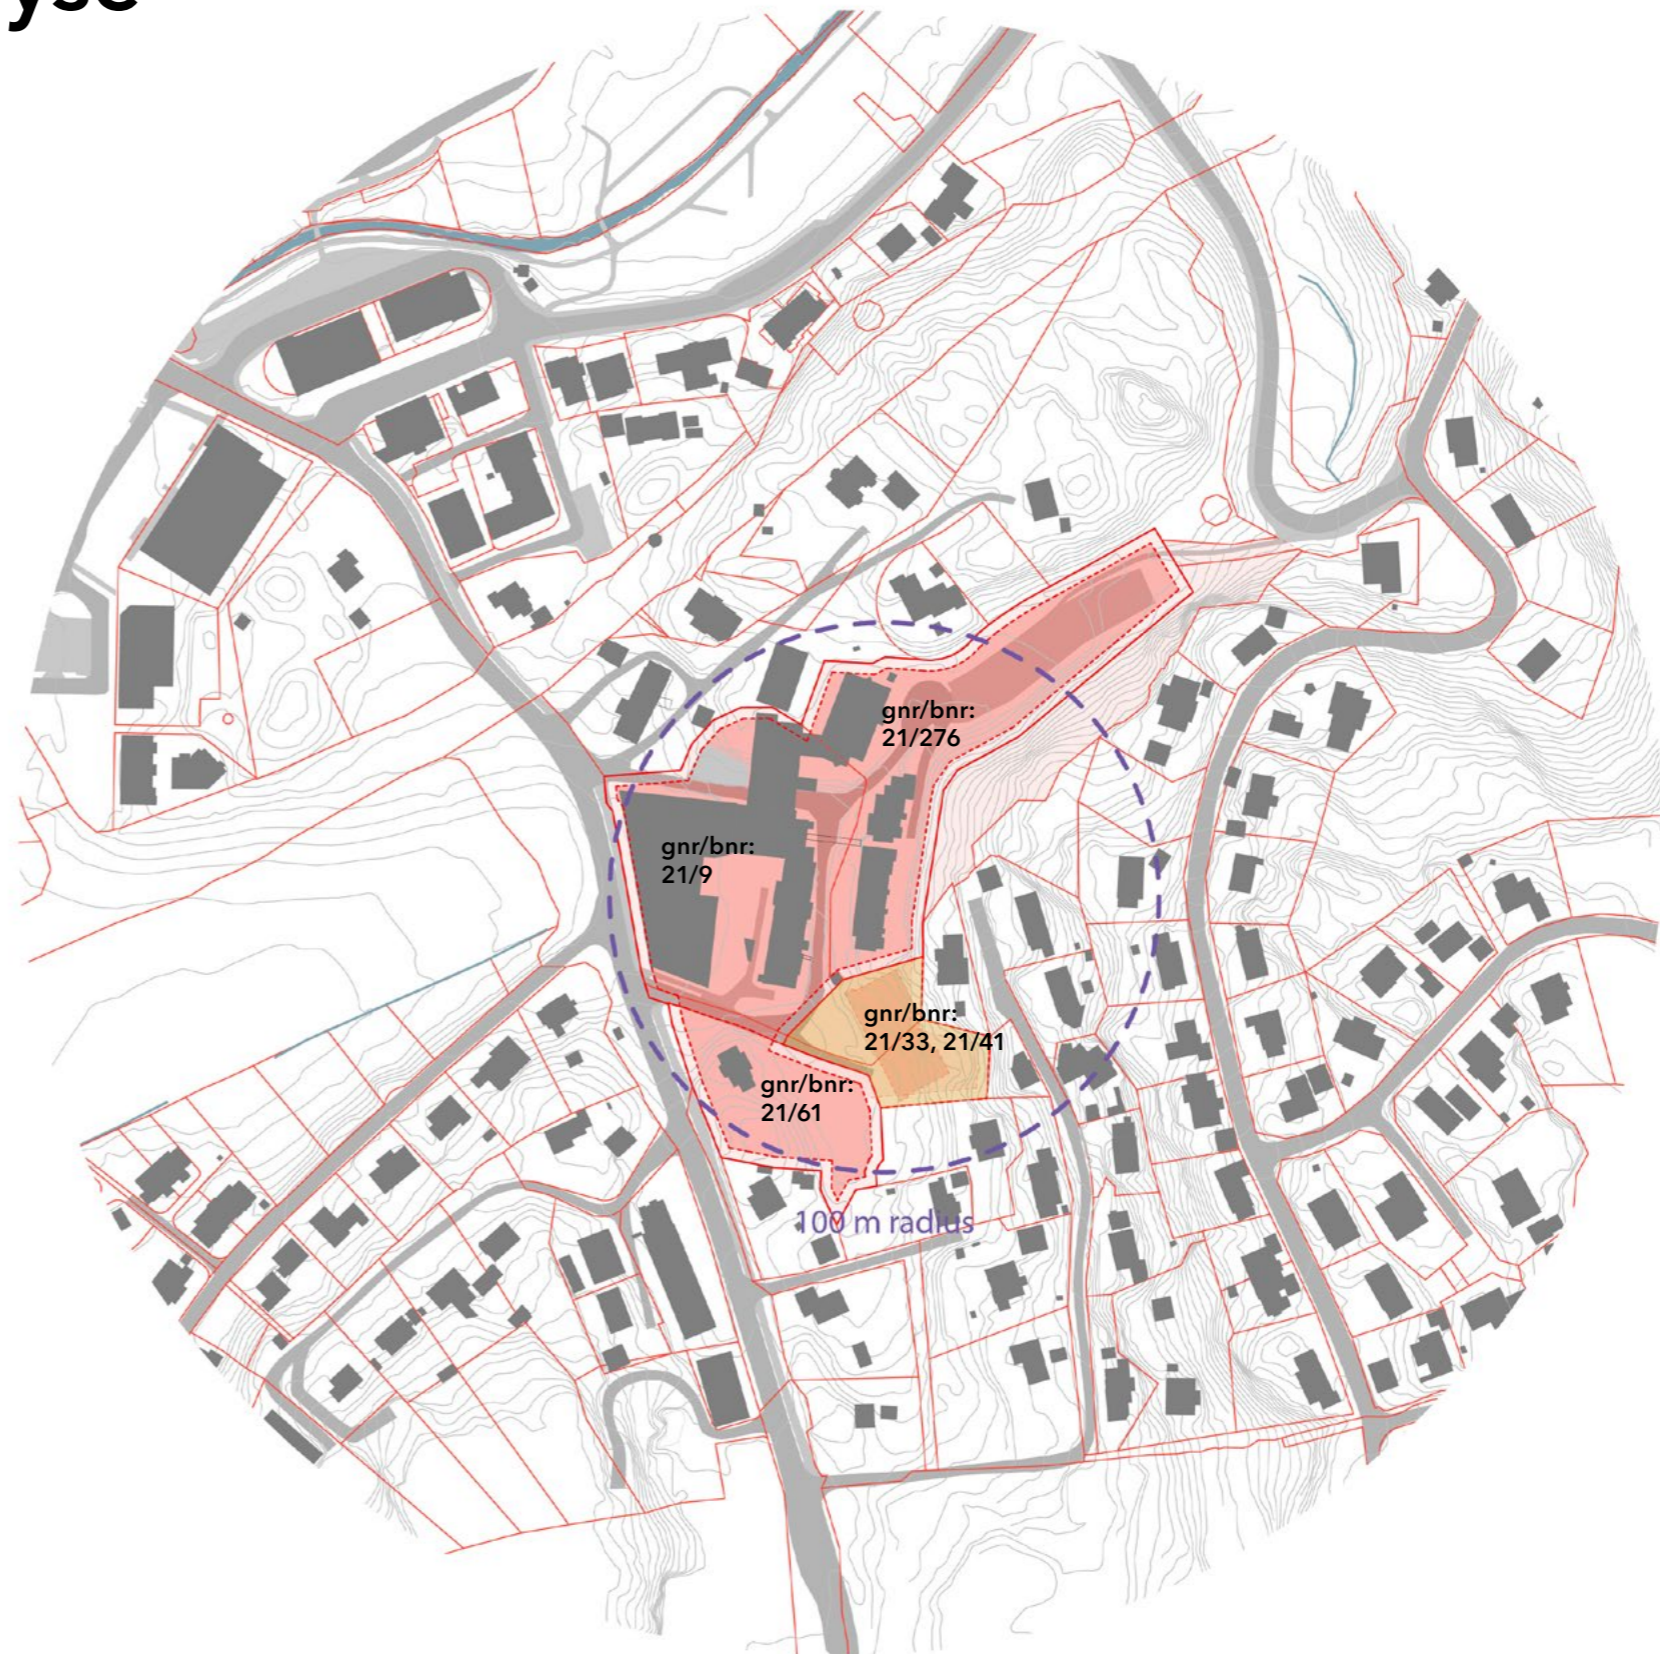 yse
gnr/bnr:
21/276
gnr/bnr:
21/9
gnr/bnr:
21/33, 21/41
gnr/bnr:
21/61
100 m radius